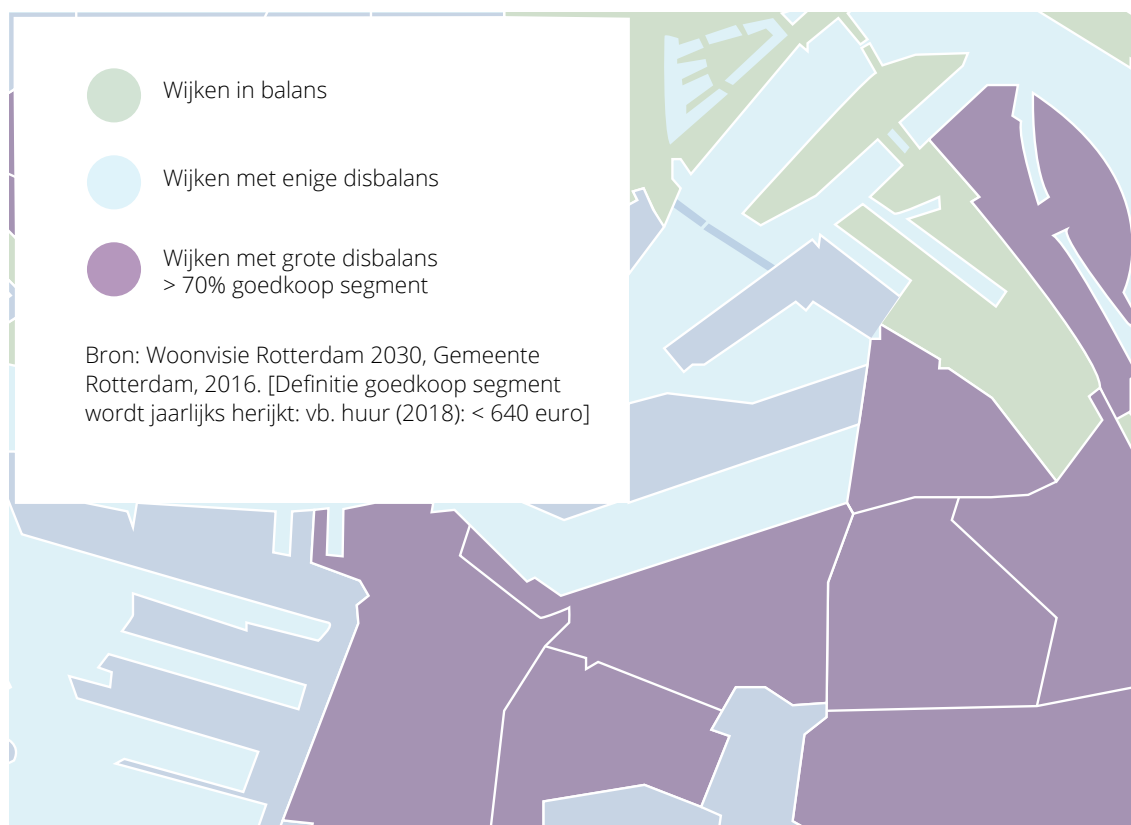 Wijken in balans
Wijken met enige disbalans
Wijken met grote disbalans
> 70% goedkoop segment
Bron: Woonvisie Rotterdam 2030, Gemeente
Rotterdam, 2016. [Definitie goedkoop segment
wordt jaarlijks herijkt: vb. huur (2018): < 640 euro]